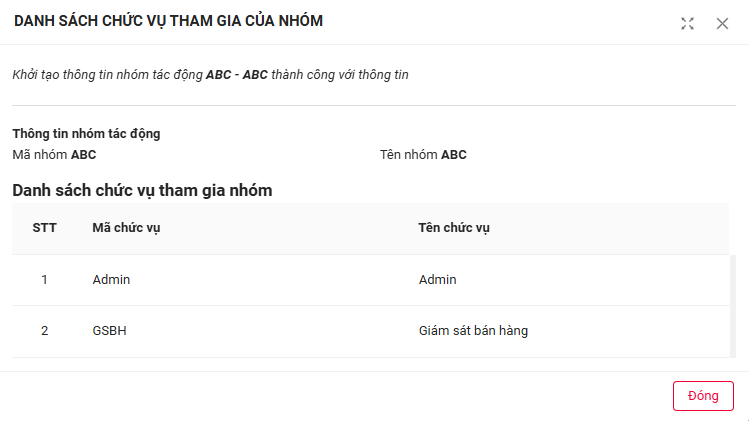 DANH SÁCH CHỨC VỤ THAM GIA CỦA NHÓM
Khởi tạo thông tin nhóm tác động ABC - ABC thành công với thông tin
Thông tin nhóm tác động
Mã nhóm ABC Tên nhóm ABC
Danh sách chức vụ tham gia nhóm
STT Mã chức vụ Tên chức vụ
1 Admin Admin
2 GSBH Giám sát bán hàng
Đóng